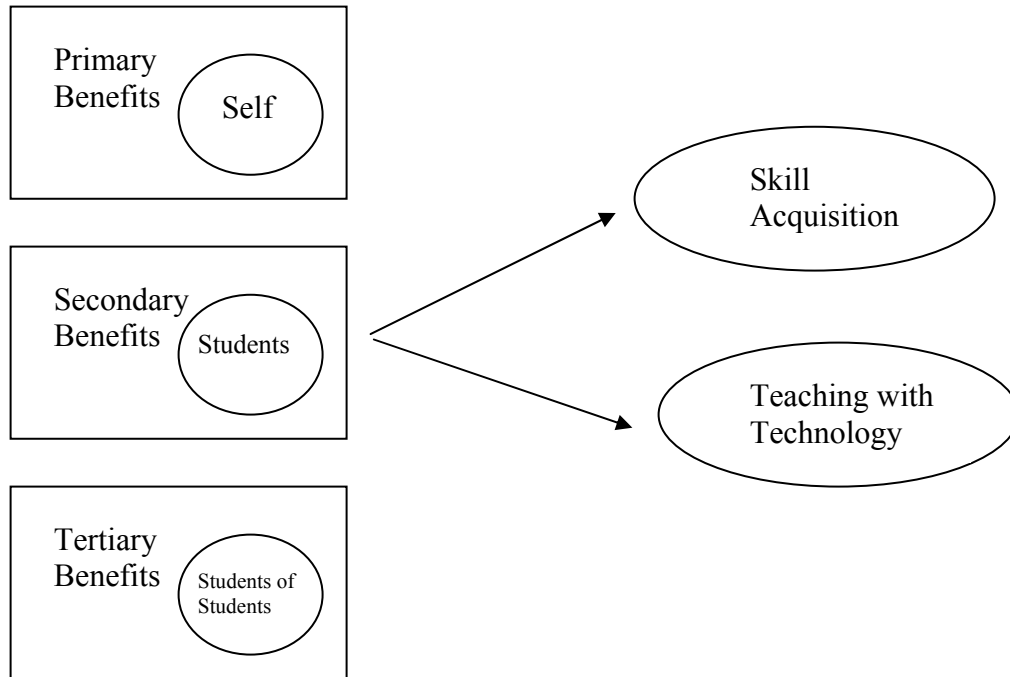 Primary
Benefits
Self
Skill
Acquisition
Secondary
Benefits
Students
Teaching with
Technology
Tertiary
Benefits
Students of
Students